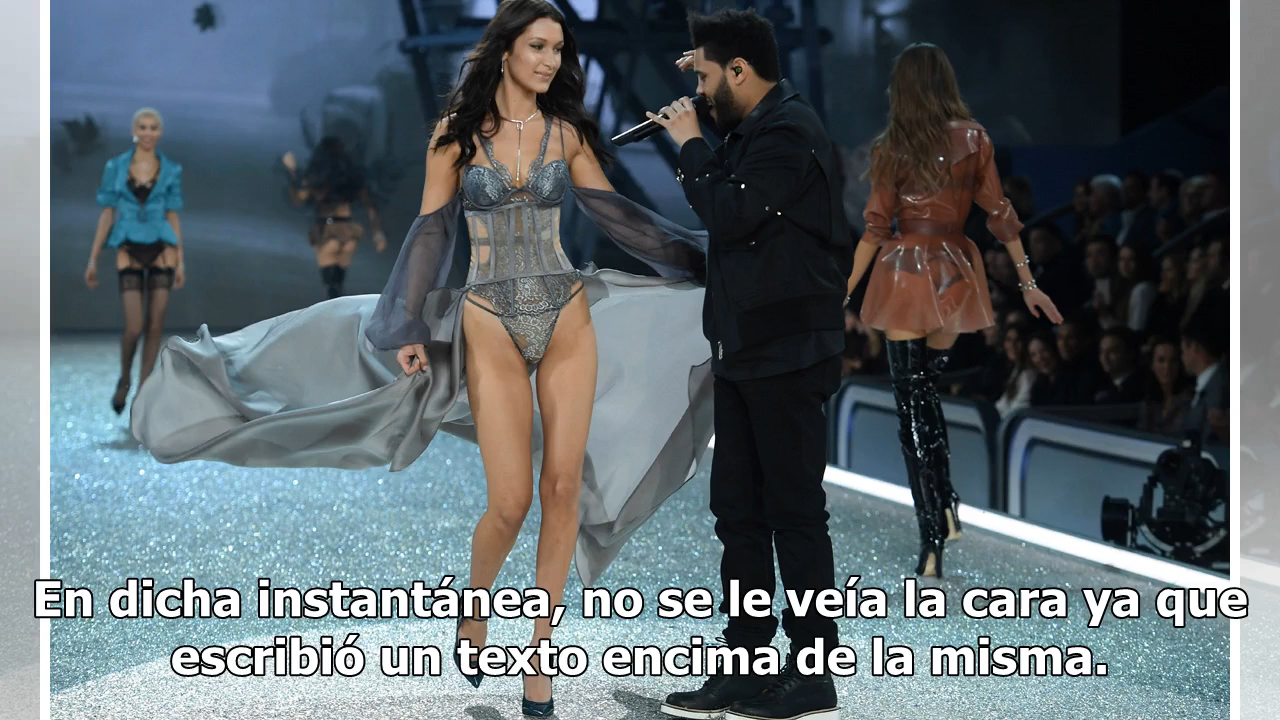 En dicha instantánea, no se le veía la cara ya que
escribió un texto encima de la misma.